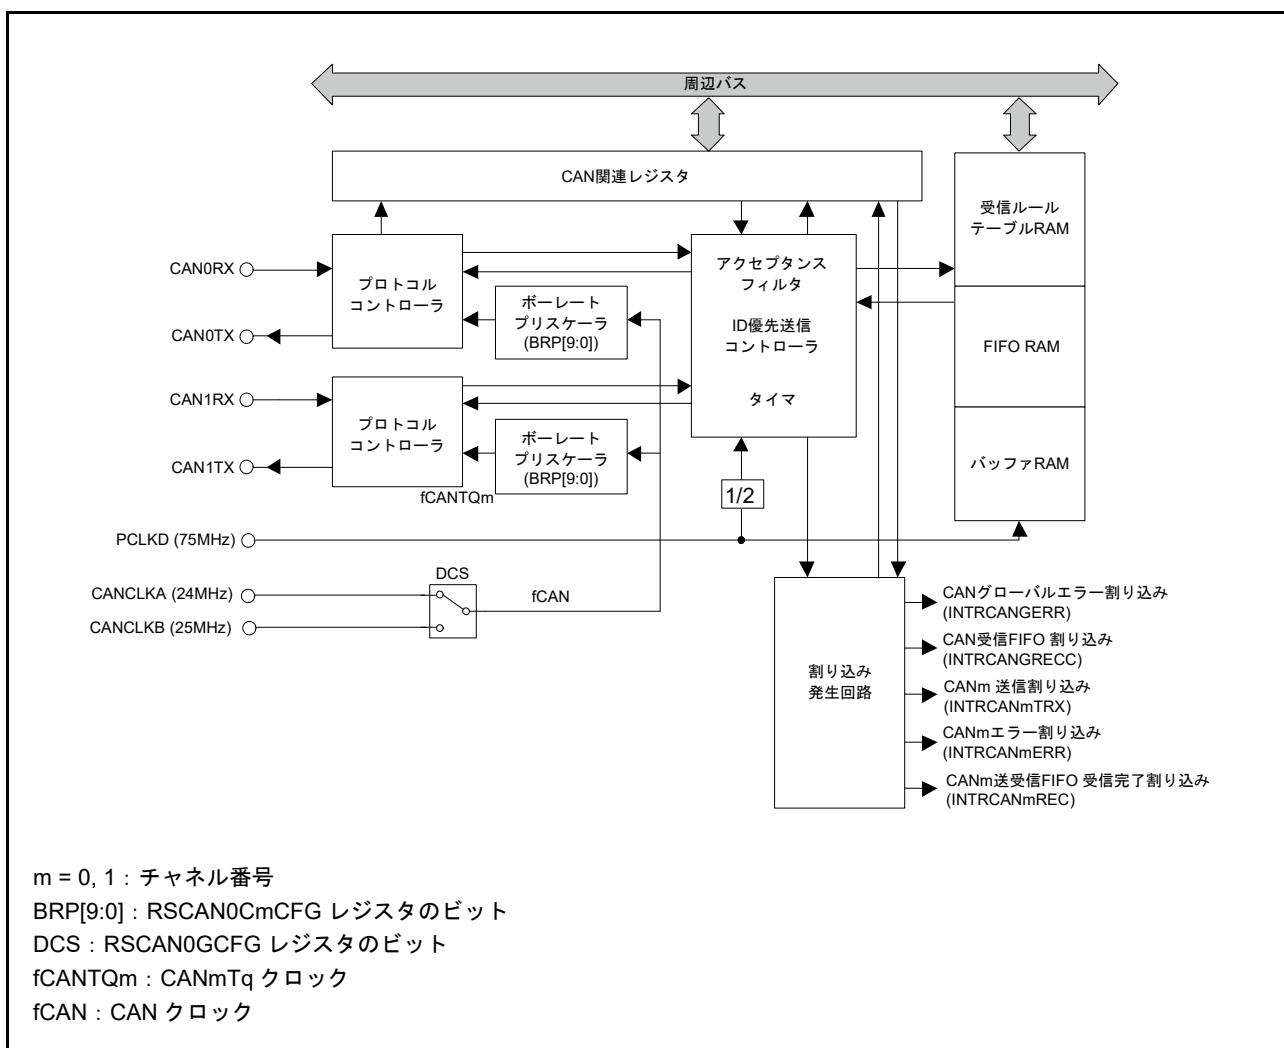 周辺バス
CAN関連レジスタ
受信ルール
テーブルRAM
FIFO RAM
バッファRAM
CAN0RX
CAN0TX
プロトコル
コントローラ
ボーレート
プリスケーラ
(BRP[9:0])
アクセプタンス
フィルタ
ID優先送信
コントローラ
タイマ
CAN1RX
CAN1TX
プロトコル
コントローラ
ボーレート
プリスケーラ
(BRP[9:0])
fCANTQm
1/2
PCLKD (75MHz)
CANCLKA (24MHz)
CANCLKB (25MHz)
DCS
fCAN
割り込み
発生回路
CANグローバルエラー割り込み
(INTRCANGERR)
CAN受信FIFO 割り込み
(INTRCANGRECC)
CANm 送信割り込み
(INTRCANmTRX)
CANmエラー割り込み
(INTRCANmERR)
CANm送受信FIFO 受信完了割り込み
(INTRCANmREC)
m = 0, 1：チャネル番号
BRP[9:0]：RSCAN0CmCFG レジスタのビット
DCS：RSCAN0GCFG レジスタのビット
fCANTQm：CANmTq クロック
fCAN：CAN クロック